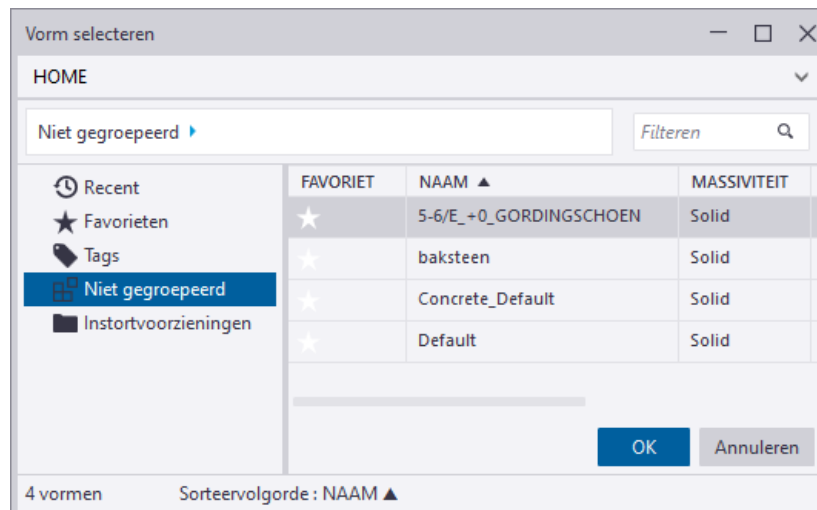 Vorm selecteren
HOME
Niet gegroepeerd
Filteren
Recent
Favorieten
Tags
Niet gegroepeerd
Instortvoorzieningen
FAVORIET NAAM ▲ MASSIVITEIT
5-6/E_+0_GORDINGSCHOEN Solid
baksteen Solid
Concrete_Default Solid
Default Solid
OK Annuleren
4 vormen Sorteervolgorde : NAAM ▲